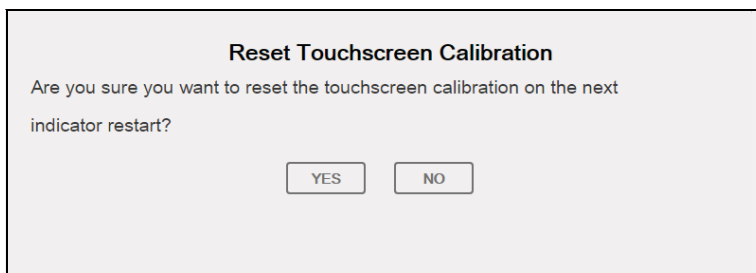 Reset Touchscreen Calibration
Are you sure you want to reset the touchscreen calibration on the next
indicator restart?
YES NO